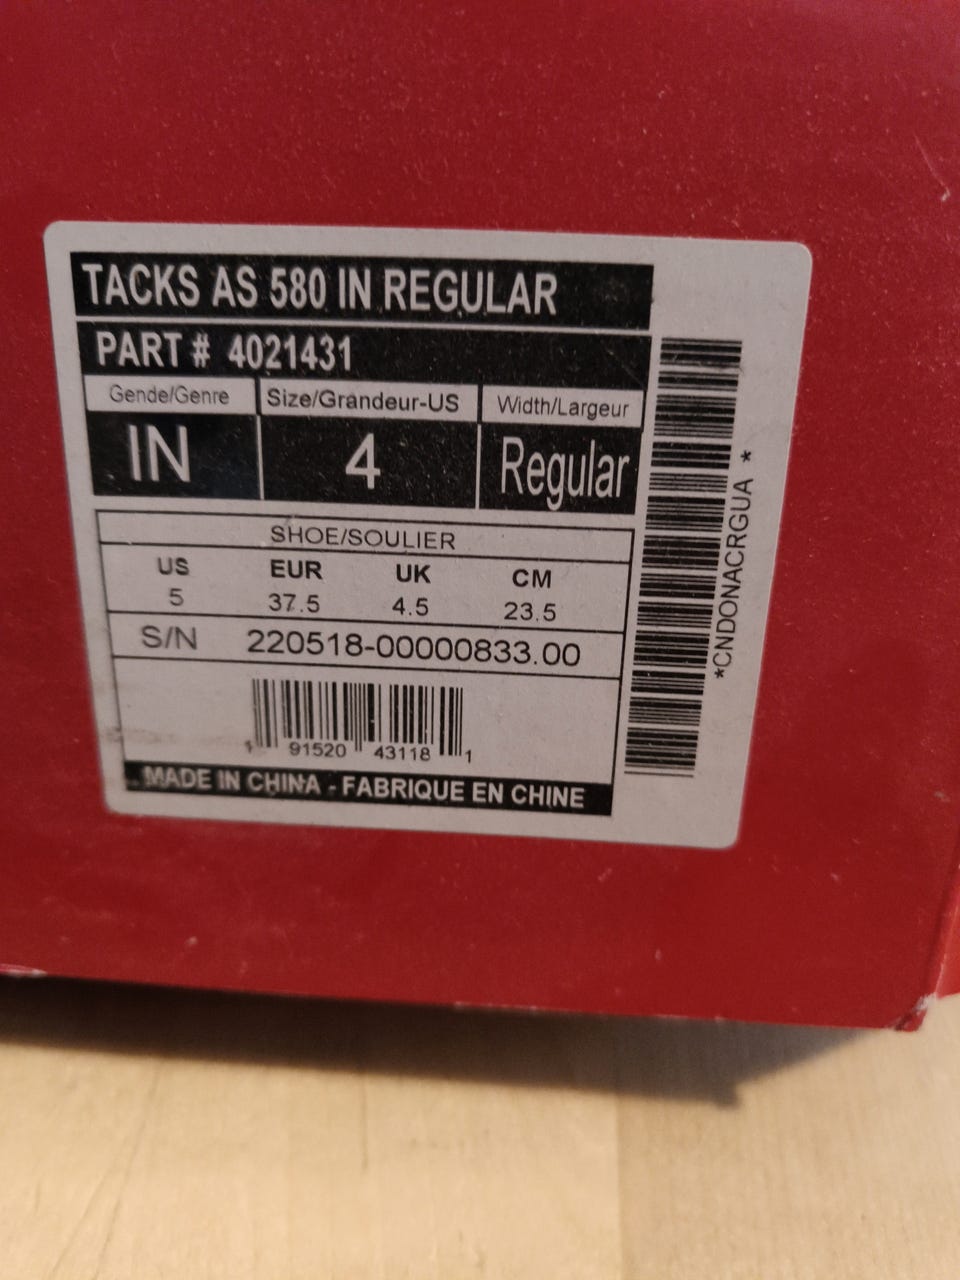 TACKS AS 580 IN REGULAR
PART # 4021431
Gende/Genre Size/Grandeur-US Width/Largeur
IN 4 Regular
SHOE/SOULIER
US EUR UK CM
5 37.5 4.5 23.5
S/N 220518-00000833.00
1 91520 43118 1
MADE IN CHINA - FABRIQUE EN CHINE
*CNDONACRGUA *